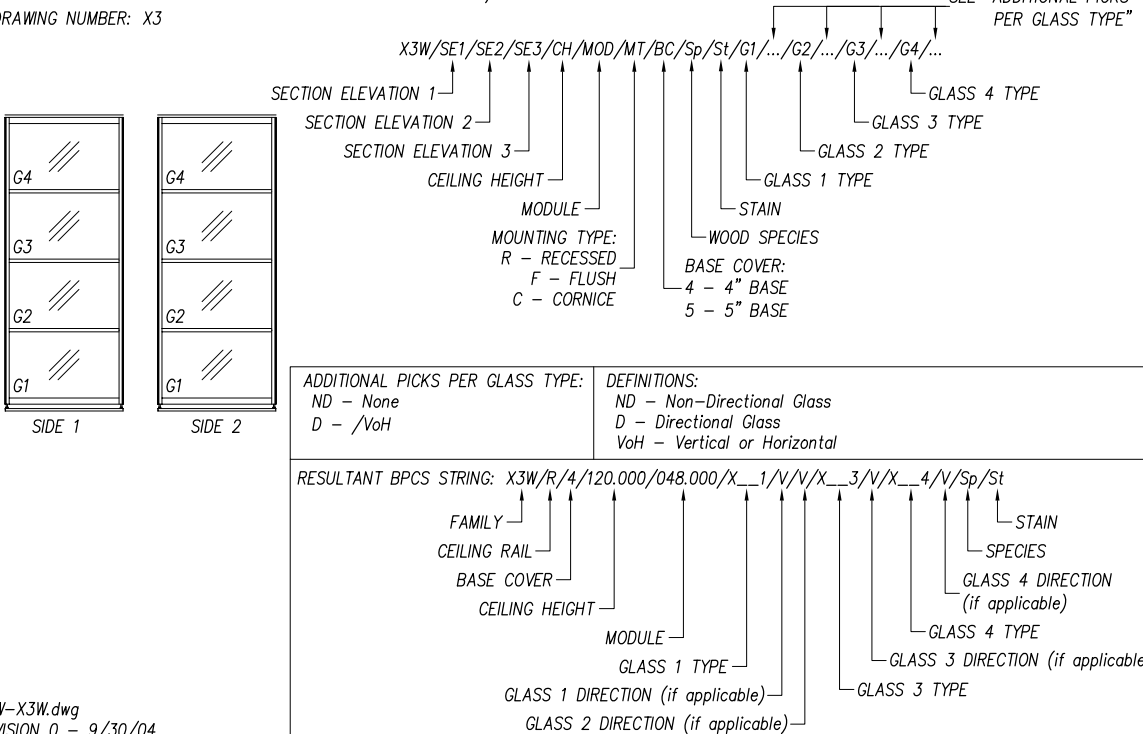 DRAWING NUMBER: X3
SEE "ADDITIONAL PICKS
PER GLASS TYPE"
X3W/SE1/SE2/SE3/CH/MOD/MT/BC/Sp/St/G1/.../G2/.../G3/.../G4/...
SECTION ELEVATION 1
SECTION ELEVATION 2
SECTION ELEVATION 3
CEILING HEIGHT
MODULE
MOUNTING TYPE:
R – RECESSED
F – FLUSH
C – CORNICE
GLASS 4 TYPE
GLASS 3 TYPE
GLASS 2 TYPE
GLASS 1 TYPE
STAIN
WOOD SPECIES
BASE COVER:
4 – 4" BASE
5 – 5" BASE
G4
G3
G2
G1
SIDE 1
G4
G3
G2
G1
SIDE 2
ADDITIONAL PICKS PER GLASS TYPE:
ND – None
D – /VoH
DEFINITIONS:
ND – Non-Directional Glass
D – Directional Glass
VoH – Vertical or Horizontal
RESULTANT BPCS STRING: X3W/R/4/120.000/048.000/X__1/V/V/X__3/V/X__4/V/Sp/St
FAMILY
CEILING RAIL
BASE COVER
CEILING HEIGHT
MODULE
GLASS 1 TYPE
GLASS 1 DIRECTION (if applicable)
GLASS 2 DIRECTION (if applicable)
STAIN
SPECIES
GLASS 4 DIRECTION
(if applicable)
GLASS 4 TYPE
GLASS 3 DIRECTION (if applicable
GLASS 3 TYPE
W-X3W.dwg
VISION 0 – 9/30/04